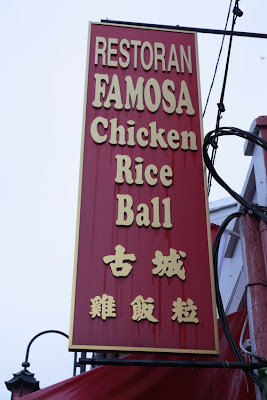 RESTORAN
FAMOSA
Chicken
Rice
Ball
古城
雞飯粒